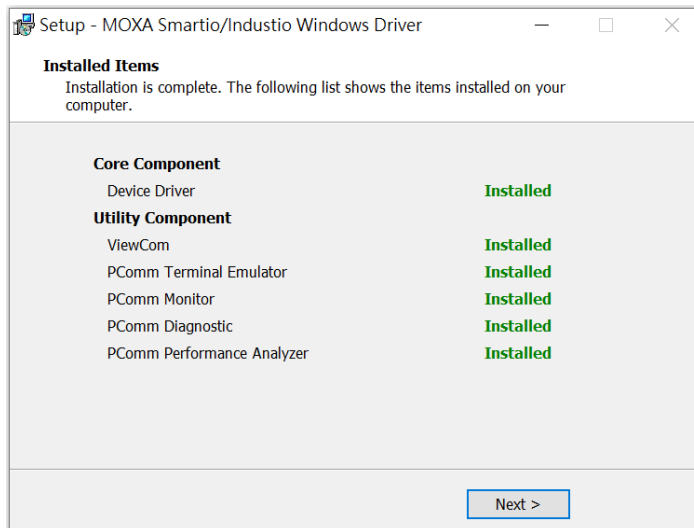 Setup - MOXA Smartio/Industio Windows Driver
Installed Items
Installation is complete. The following list shows the items installed on your
computer.
Core Component
Device Driver Installed
Utility Component
ViewCom Installed
PComm Terminal Emulator Installed
PComm Monitor Installed
PComm Diagnostic Installed
PComm Performance Analyzer Installed
Next >